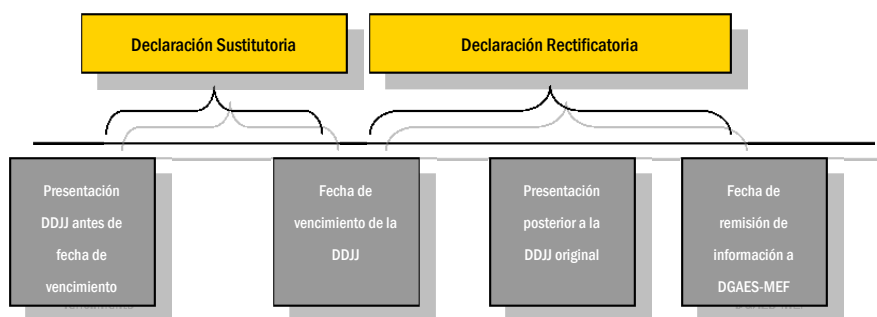 Declaración Sustitutoria
Declaración Rectificatoria
Presentación
DDJJ antes de
fecha de
vencimiento
Fecha de
vencimiento de la
DDJJ
Presentación
posterior a la
DDJJ original
Fecha de
remisión de
información a
DGAES-MEF